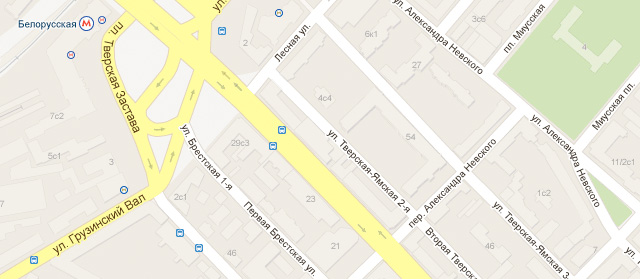 Белорусская
пл. Тверская Застава
ул.
2
Лесная ул.
6к1
ул. Александра Невского
3с6
пл. Миусская
4
27
4с4
7с2
5с1
3
29с3
54
ул. Александра Невского
Миусская пл.
ул. Брестская 1-я
ул. Тверская-Ямская 2-я
пер. Александра Невского
11/2с1
2с1
1с2
ул. Грузинский Вал
Первая Брестская ул.
23
21
46
46
Вторая Тверск
ул. Тверская-Ямская 3
ул.